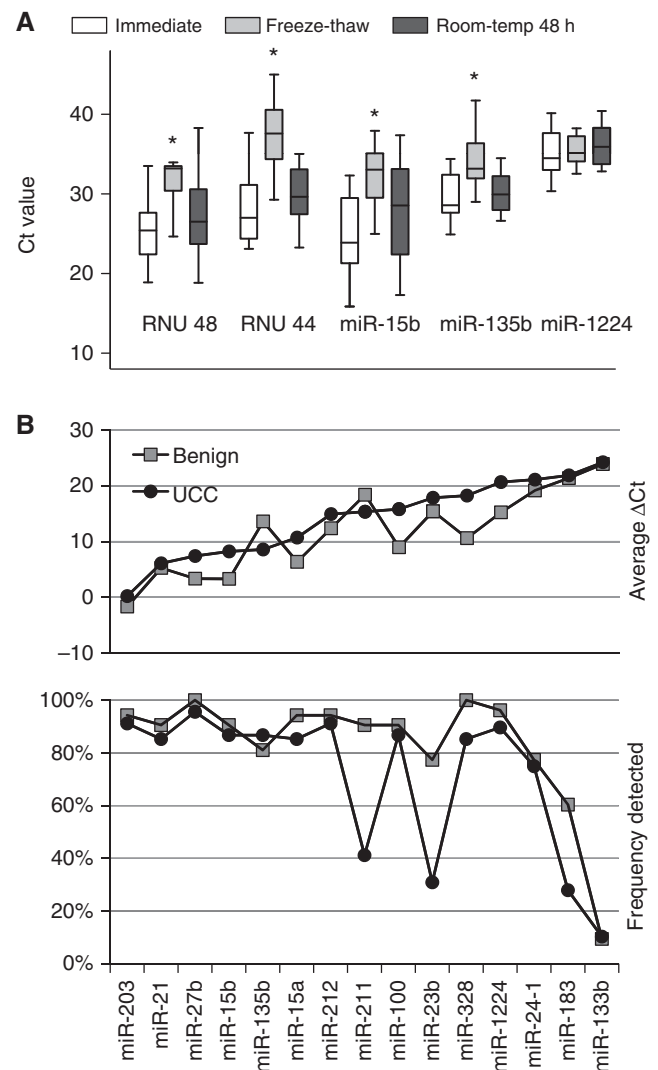 A
Immediate Freeze-thaw Room-temp 48 h
* * * *
Ct value
40
30
20
10
RNU 48 RNU 44 miR-15b miR-135b miR-1224
B
30
20
10
0
–10
Benign
UCC
Average ΔCt
100%
80%
60%
40%
20%
0%
Frequency detected
miR-203
miR-21
miR-27b
miR-15b
miR-135b
miR-15a
miR-212
miR-211
miR-100
miR-23b
miR-328
miR-1224
miR-24-1
miR-183
miR-133b